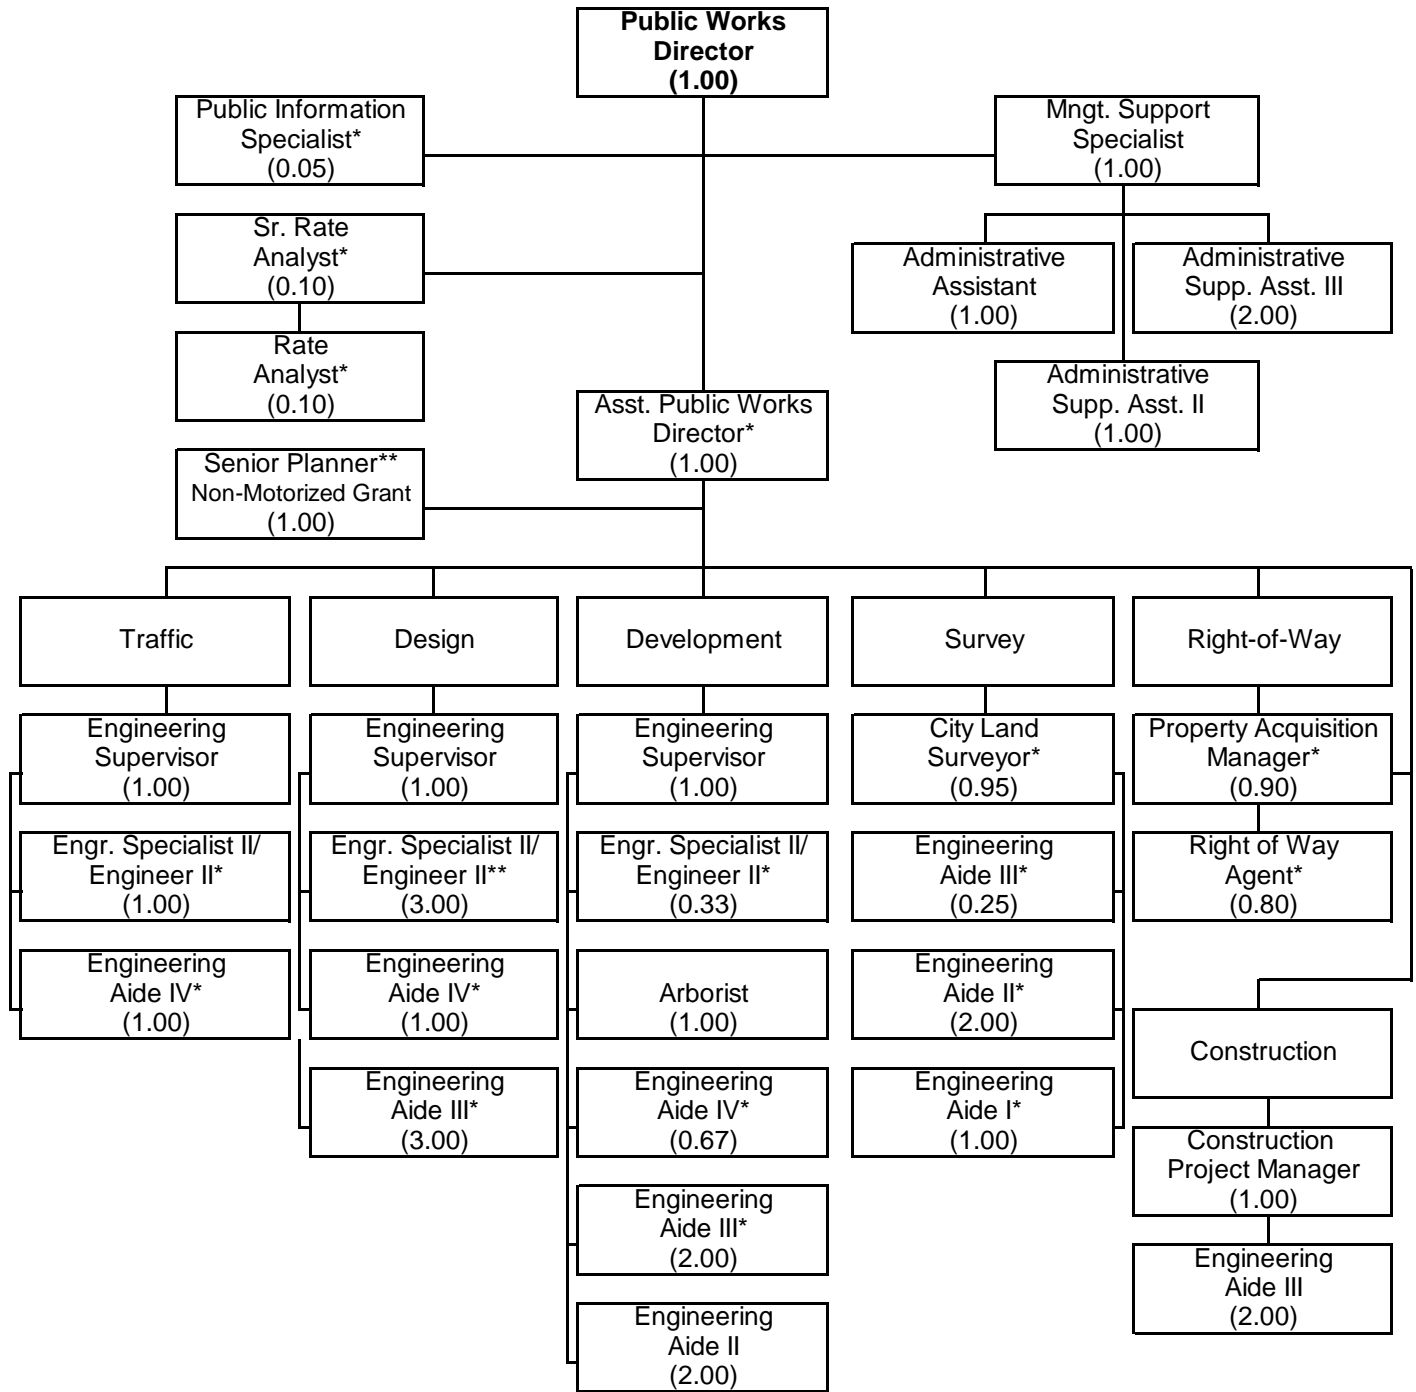 Public Works
Director
(1.00)
Public Information
Specialist*
(0.05)
Mngt. Support
Specialist
(1.00)
Sr. Rate
Analyst*
(0.10)
Administrative
Assistant
(1.00)
Administrative
Supp. Asst. III
(2.00)
Rate
Analyst*
(0.10)
Administrative
Supp. Asst. II
(1.00)
Asst. Public Works
Director*
(1.00)
Senior Planner**
Non-Motorized Grant
(1.00)
Traffic
Design
Development
Survey
Right-of-Way
Engineering
Supervisor
(1.00)
Engineering
Supervisor
(1.00)
Engineering
Supervisor
(1.00)
City Land
Surveyor*
(0.95)
Property Acquisition
Manager*
(0.90)
Engr. Specialist II/
Engineer II*
(1.00)
Engr. Specialist II/
Engineer II**
(3.00)
Engr. Specialist II/
Engineer II*
(0.33)
Engineering
Aide III*
(0.25)
Right of Way
Agent*
(0.80)
Engineering
Aide IV*
(1.00)
Engineering
Aide IV*
(1.00)
Arborist
(1.00)
Engineering
Aide II*
(2.00)
Construction
Engineering
Aide III*
(3.00)
Engineering
Aide IV*
(0.67)
Engineering
Aide I*
(1.00)
Construction
Project Manager
(1.00)
Engineering
Aide III*
(2.00)
Engineering
Aide III
(2.00)
Engineering
Aide II
(2.00)